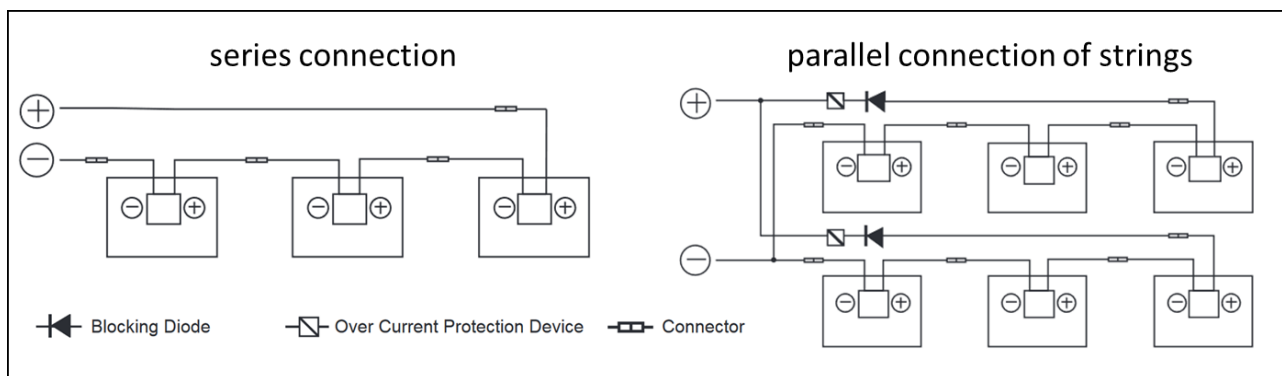 series connection
parallel connection of strings
+
−
− + − + − +
+
−
− + − + − +
− + − + − +
Blocking Diode
Over Current Protection Device
Connector